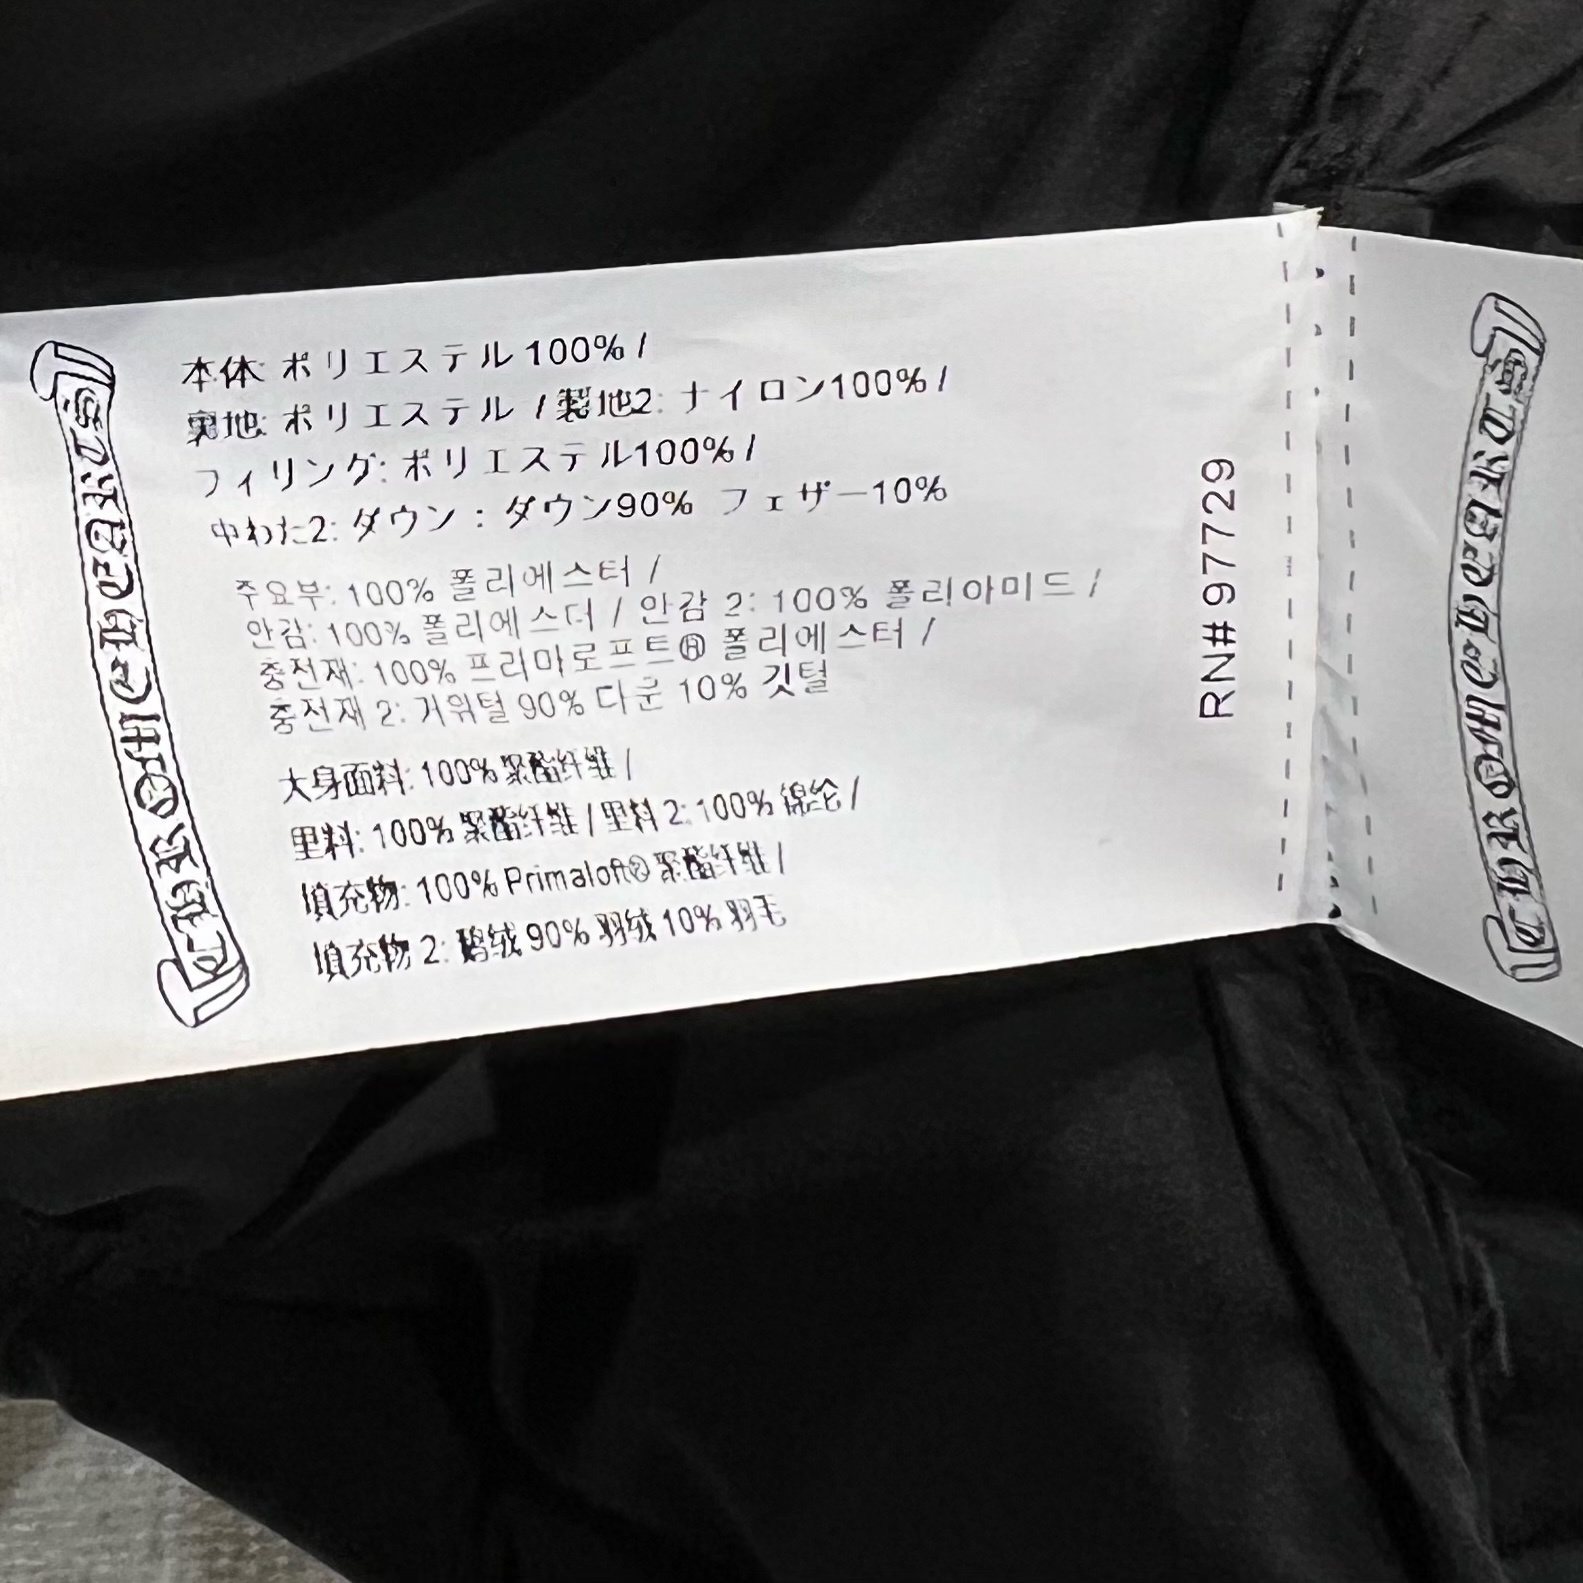 CHROME HEARTS
本体: ポリエステル 100% /
裏地: ポリエステル / 製地2: ナイロン100% /
フィリング: ポリエステル100% /
中わた2: ダウン : ダウン90% フェザー10%
주요부: 100% 폴리에스터 /
안감: 100% 폴리에스더 / 안감 2: 100% 폴리아미드 /
충전재: 100% 프리마로프트® 폴리에스터 /
충전재 2: 거위털 90% 다운 10% 깃털
大身面料: 100% 聚酯纤维 /
里料: 100% 聚酯纤维 / 里料 2: 100% 锦纶 /
填充物: 100% Primaloft® 聚酯纤维 /
填充物 2: 鹅绒 90% 羽绒 10% 羽毛
RN# 97729
CHROME HEARTS